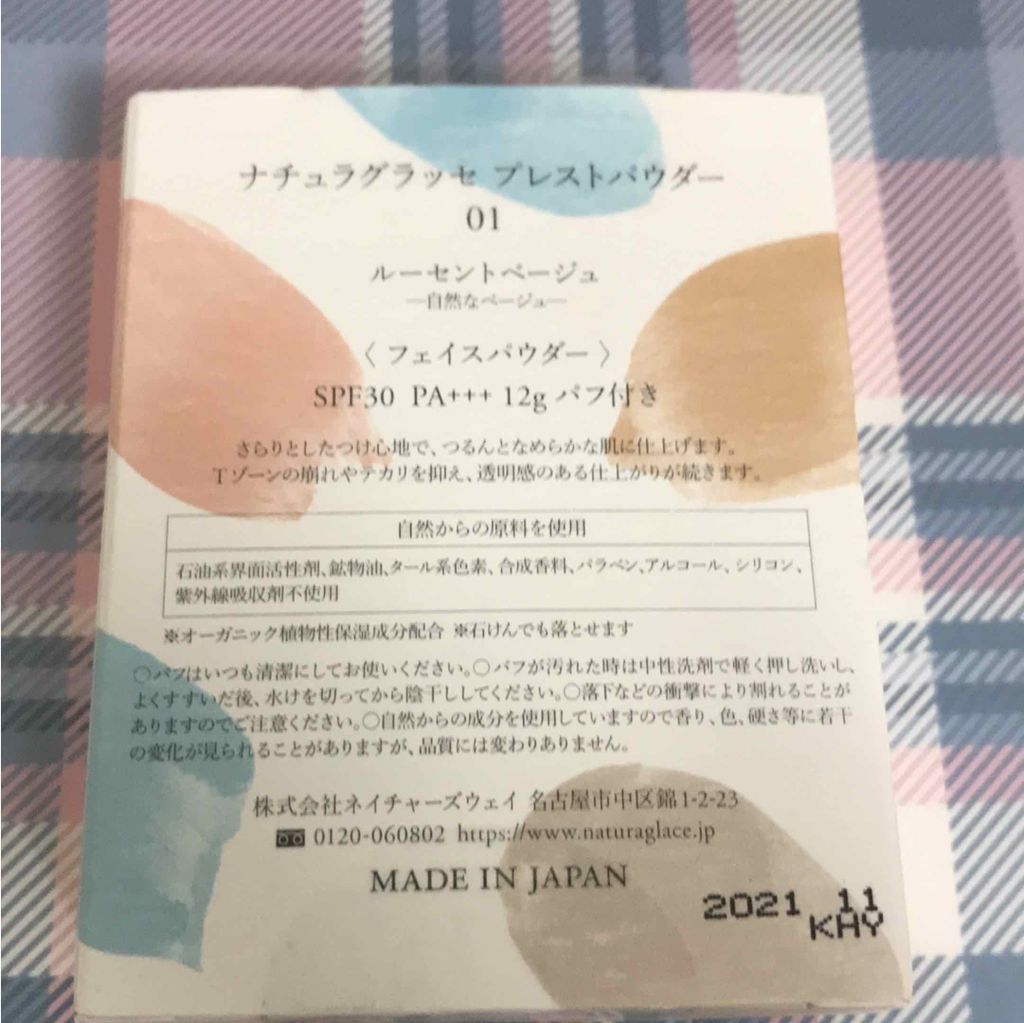 ナチュラグラッセ プレストパウダー
01
ルーセントベージュ
―自然なベージュ―
〈 フェイスパウダー 〉
SPF30 PA+++ 12g パフ付き
さらりとしたつけ心地で、つるんとなめらかな肌に仕上げます。
Tゾーンの崩れやテカリを抑え、透明感のある仕上がりが続きます。
自然からの原料を使用
石油系界面活性剤、鉱物油、タール系色素、合成香料、パラベン、アルコール、シリコン、
紫外線吸収剤不使用
※オーガニック植物性保湿成分配合 ※石けんでも落とせます
○パフはいつも清潔にしてお使いください。○パフが汚れた時は中性洗剤で軽く押し洗いし、
よくすすいだ後、水けを切ってから陰干ししてください。○落下などの衝撃により割れることが
ありますのでご注意ください。○自然からの成分を使用していますので香り、色、硬さ等に若干
の変化が見られることがありますが、品質には変わりありません。
株式会社ネイチャーズウェイ 名古屋市中区錦1-2-23
0120-060802 https://www.naturaglace.jp
MADE IN JAPAN
2021 11
KHY